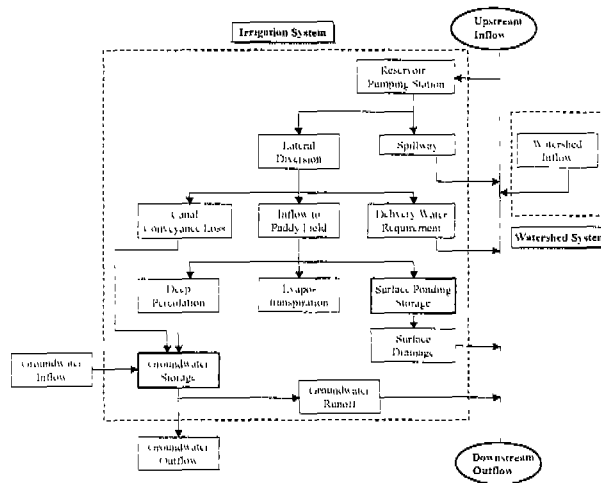 Irrigation System
Upstream
Inflow
Reservoir
Pumping Station
Lateral
Diversion
Spillway
Watershed
Inflow
Canal
Conveyance Loss
Inflow to
Paddy Field
Delivery Water
Requirement
Watershed System
Deep
Percolation
Evapo-
transpiration
Surface Ponding
Storage
Surface
Drainage
Groundwater
Inflow
Groundwater
Storage
Groundwater
Runoff
Groundwater
Outflow
Downstream
Outflow